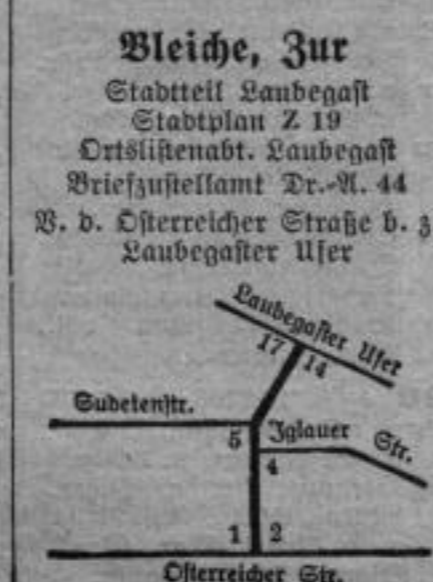 Bleiche, Zur
Stadtteil Laubegast
Stadtplan Z 19
Ortslistenabt. Laubegast
Briefzustellamt Dr.-A. 44
V. d. Österreicher Straße b. z
Laubegaster Ufer
Laubegaster Ufer
17 14
Sudetenstr.
5 Iglauer Str.
4
1 2
Österreicher Str.